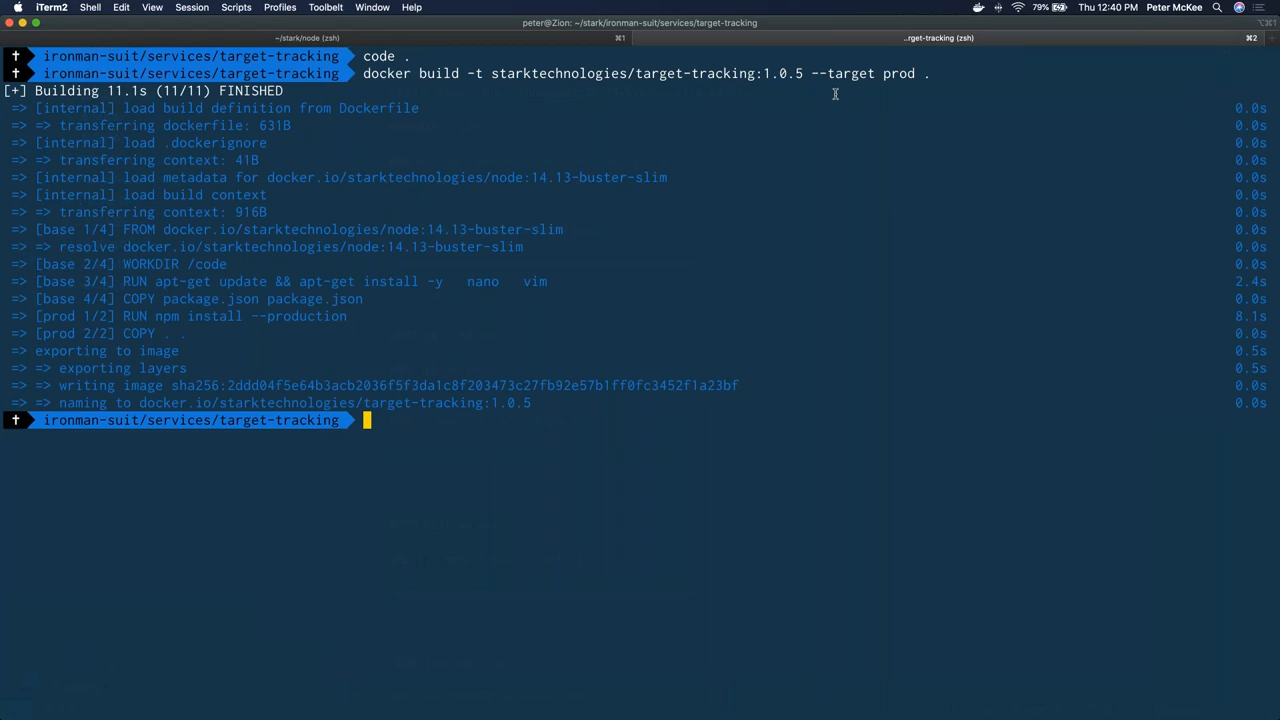 iTerm2 Shell Edit View Session Scripts Profiles Toolbelt Window Help 79% Thu 12:40 PM Peter McKee
peter@Zion: ~/stark/ironman-suit/services/target-tracking ⌥⌘1
~/stark/node (zsh) ⌘1 ..rget-tracking (zsh) ⌘2
† ironman-suit/services/target-tracking code .
† ironman-suit/services/target-tracking docker build -t starktechnologies/target-tracking:1.0.5 --target prod .
[+] Building 11.1s (11/11) FINISHED
=> [internal] load build definition from Dockerfile 0.0s
=> => transferring dockerfile: 631B 0.0s
=> [internal] load .dockerignore 0.0s
=> => transferring context: 41B 0.0s
=> [internal] load metadata for docker.io/starktechnologies/node:14.13-buster-slim 0.0s
=> [internal] load build context 0.0s
=> => transferring context: 916B 0.0s
=> [base 1/4] FROM docker.io/starktechnologies/node:14.13-buster-slim 0.0s
=> => resolve docker.io/starktechnologies/node:14.13-buster-slim 0.0s
=> [base 2/4] WORKDIR /code 0.0s
=> [base 3/4] RUN apt-get update && apt-get install -y nano vim 2.4s
=> [base 4/4] COPY package.json package.json 0.0s
=> [prod 1/2] RUN npm install --production 8.1s
=> [prod 2/2] COPY . . 0.0s
=> exporting to image 0.5s
=> => exporting layers 0.5s
=> => writing image sha256:2ddd04f5e64b3acb2036f5f3da1c8f203473c27fb92e57b1ff0fc3452f1a23bf 0.0s
=> => naming to docker.io/starktechnologies/target-tracking:1.0.5 0.0s
† ironman-suit/services/target-tracking